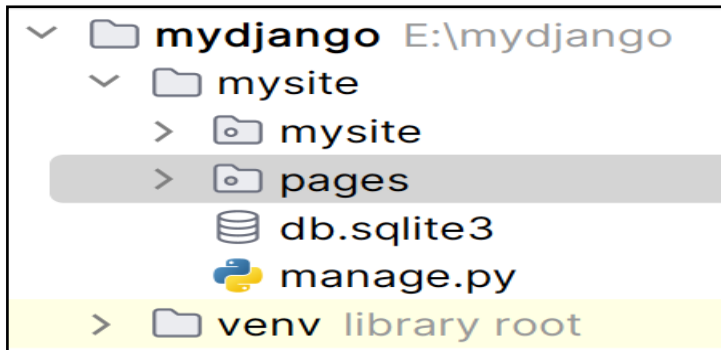 mydjango E:\mydjango
mysite
mysite
pages
db.sqlite3
manage.py
venv library root